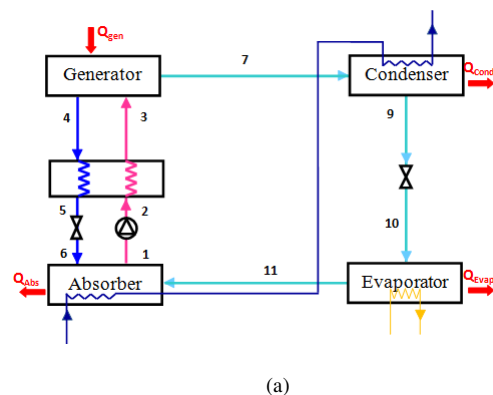 Q_gen
7
Generator
Condenser
Q_Cond
4
3
9
5
2
10
6
1
11
Q_Abs
Absorber
Evaporator
Q_Evap
(a)